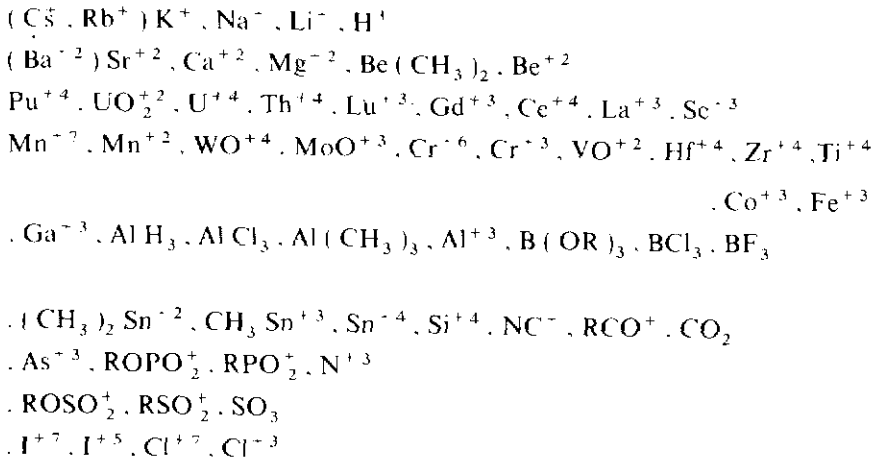 ( Cs⁺ . Rb⁺ ) K⁺ . Na⁺ . Li⁺ . H⁺
( Ba⁺² ) Sr⁺² . Ca⁺² . Mg⁺² . Be ( CH₃ )₂ . Be⁺²
Pu⁺⁴ . UO₂⁺² . U⁺⁴ . Th⁺⁴ . Lu⁺³ . Gd⁺³ . Ce⁺⁴ . La⁺³ . Sc⁺³
Mn⁺⁷ . Mn⁺² . WO⁺⁴ . MoO⁺³ . Cr⁺⁶ . Cr⁺³ . VO⁺² . Hf⁺⁴ . Zr⁺⁴ . Ti⁺⁴
. Co⁺³ . Fe⁺³
. Ga⁺³ . Al H₃ . Al Cl₃ . Al ( CH₃ )₃ . Al⁺³ . B ( OR )₃ . BCl₃ . BF₃
. ( CH₃ )₂ Sn⁺² . CH₃ Sn⁺³ . Sn⁺⁴ . Si⁺⁴ . NC⁺ . RCO⁺ . CO₂
. As⁺³ . ROPO₂⁺ . RPO₂⁺ . N⁺³
. ROSO₂⁺ . RSO₂⁺ . SO₃
. I⁺⁷ . I⁺⁵ . Cl⁺⁷ . Cl⁺³